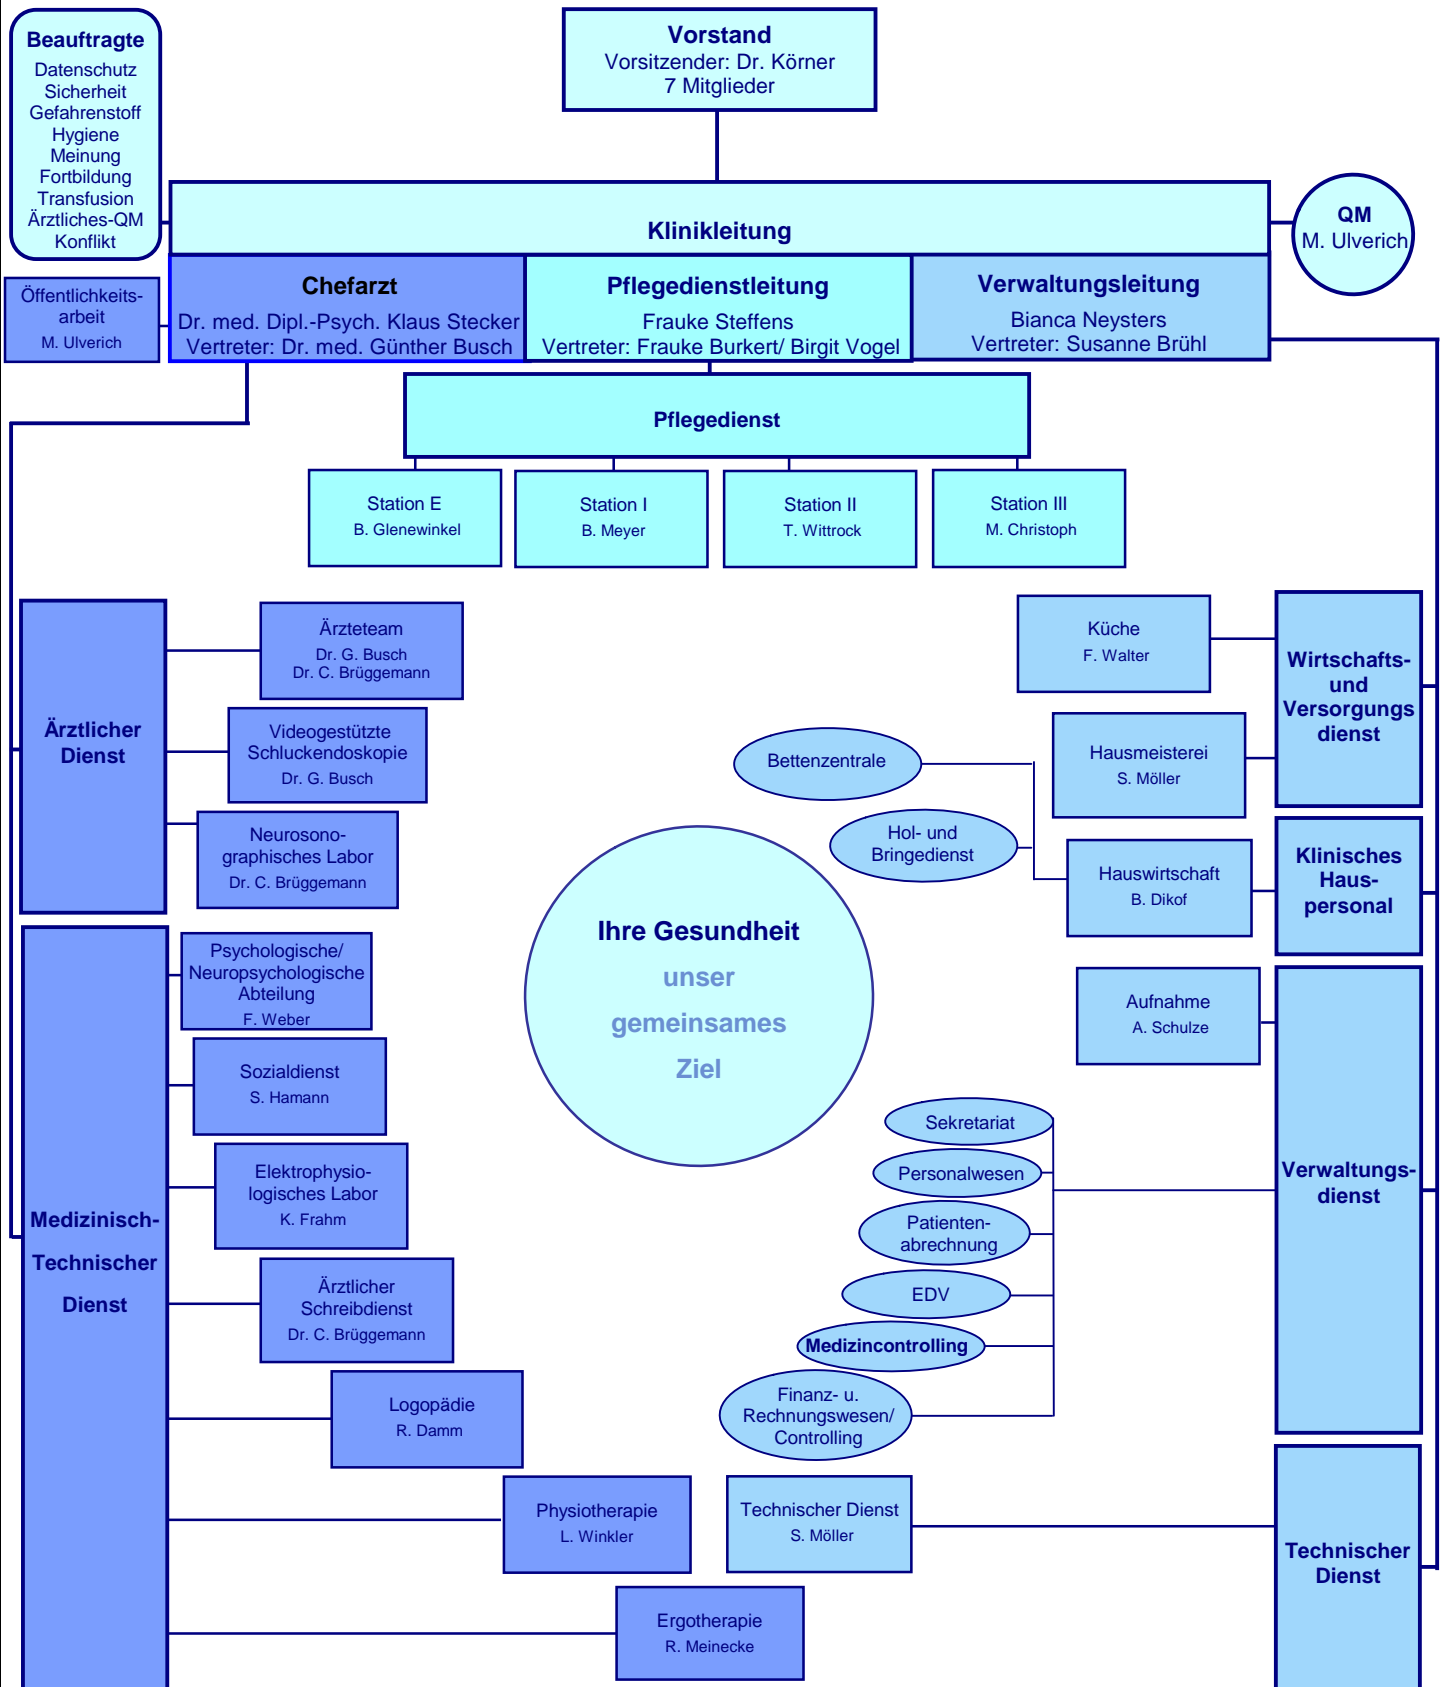 Beauftragte
Datenschutz
Sicherheit
Gefahrenstoff
Hygiene
Meinung
Fortbildung
Transfusion
Ärztliches-QM
Konflikt
Vorstand
Vorsitzender: Dr. Körner
7 Mitglieder
Klinikleitung
QM
M. Ulverich
Öffentlichkeits-
arbeit
M. Ulverich
Chefarzt
Dr. med. Dipl.-Psych. Klaus Stecker
Vertreter: Dr. med. Günther Busch
Pflegedienstleitung
Frauke Steffens
Vertreter: Frauke Burkert/ Birgit Vogel
Verwaltungsleitung
Bianca Neysters
Vertreter: Susanne Brühl
Pflegedienst
Station E
B. Glenewinkel
Station I
B. Meyer
Station II
T. Wittrock
Station III
M. Christoph
Ärztlicher
Dienst
Ärzteteam
Dr. G. Busch
Dr. C. Brüggemann
Videogestützte
Schluckendoskopie
Dr. G. Busch
Neurosono-
graphisches Labor
Dr. C. Brüggemann
Medizinisch-
Technischer
Dienst
Psychologische/
Neuropsychologische
Abteilung
F. Weber
Sozialdienst
S. Hamann
Elektrophysio-
logisches Labor
K. Frahm
Ärztlicher
Schreibdienst
Dr. C. Brüggemann
Logopädie
R. Damm
Physiotherapie
L. Winkler
Ergotherapie
R. Meinecke
Ihre Gesundheit
unser
gemeinsames
Ziel
Küche
F. Walter
Hausmeisterei
S. Möller
Wirtschafts-
und
Versorgungs
dienst
Bettenzentrale
Hol- und
Bringedienst
Hauswirtschaft
B. Dikof
Klinisches
Haus-
personal
Aufnahme
A. Schulze
Sekretariat
Personalwesen
Patienten-
abrechnung
EDV
Medizincontrolling
Finanz- u.
Rechnungswesen/
Controlling
Verwaltungs-
dienst
Technischer Dienst
S. Möller
Technischer
Dienst